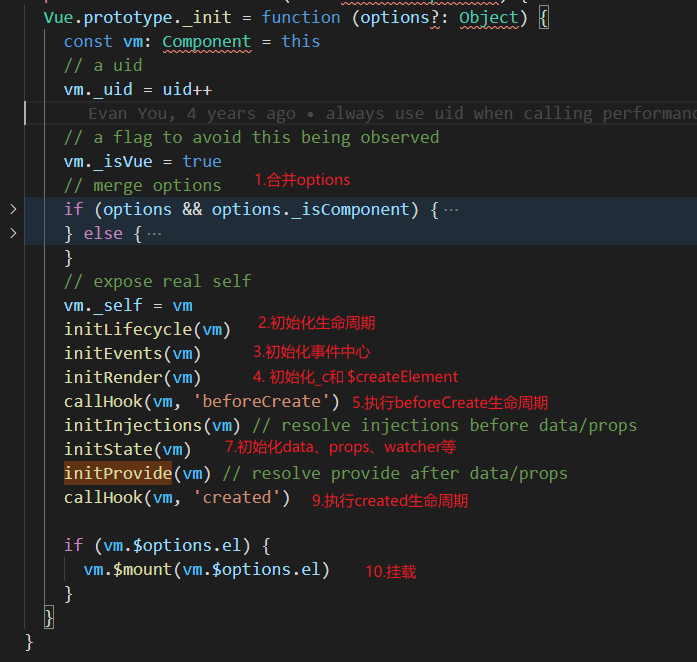 Vue.prototype._init = function (options?: Object) {
const vm: Component = this
// a uid
vm._uid = uid++
Evan You, 4 years ago • always use uid when calling performanc
// a flag to avoid this being observed
vm._isVue = true
// merge options 1.合并options
if (options && options._isComponent) {···
} else {···
}
// expose real self
vm._self = vm
initLifecycle(vm) 2.初始化生命周期
initEvents(vm) 3.初始化事件中心
initRender(vm) 4. 初始化_c和 $createElement
callHook(vm, 'beforeCreate') 5.执行beforeCreate生命周期
initInjections(vm) // resolve injections before data/props
initState(vm) 7.初始化data、props、watcher等
initProvide(vm) // resolve provide after data/props
callHook(vm, 'created') 9.执行created生命周期
if (vm.$options.el) {
vm.$mount(vm.$options.el) 10.挂载
}
}
}